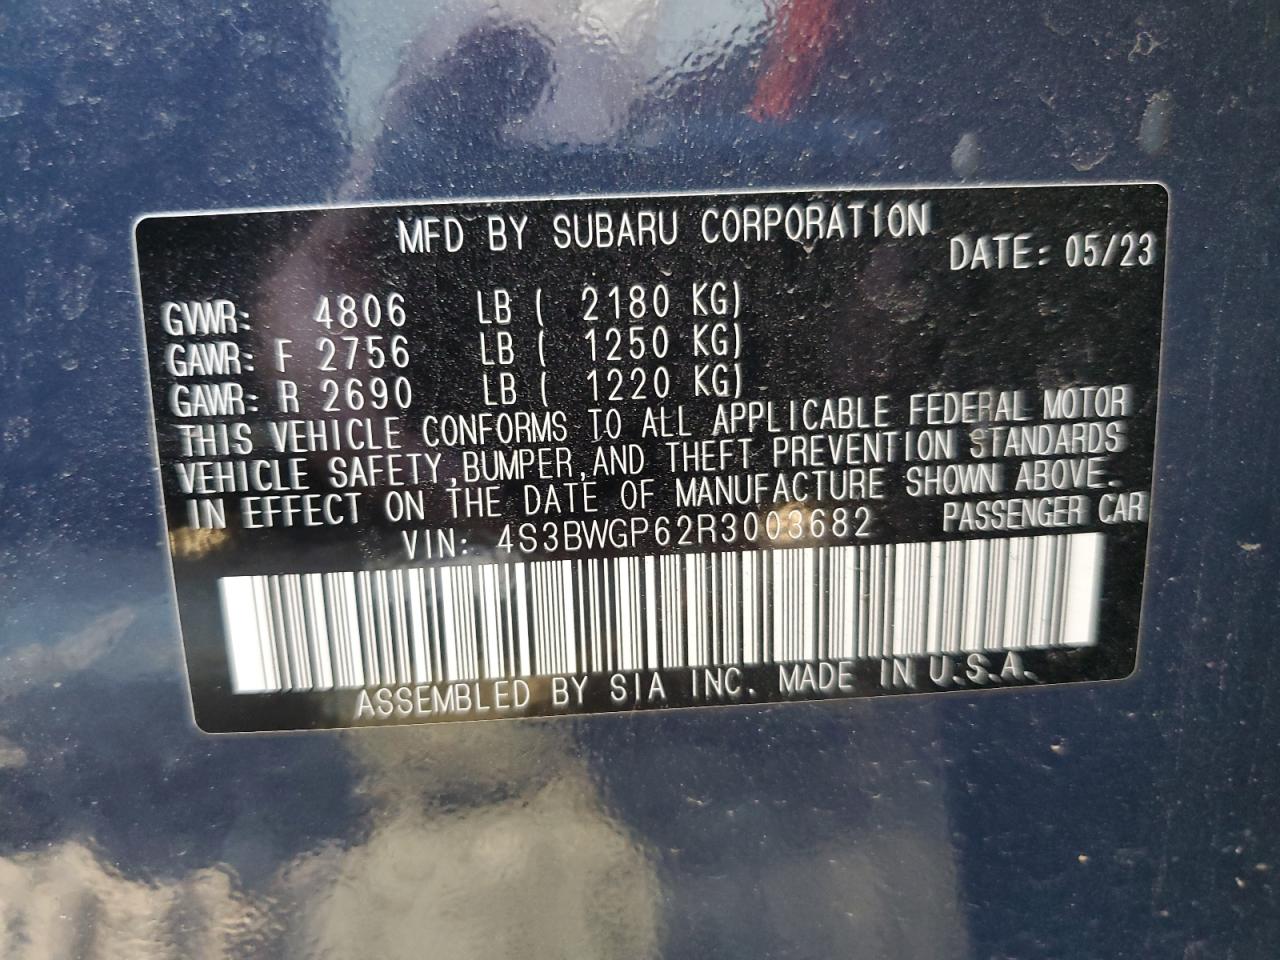 MFD BY SUBARU CORPORATION
DATE: 05/23
GVWR: 4806 LB ( 2180 KG)
GAWR: F 2756 LB ( 1250 KG)
GAWR: R 2690 LB ( 1220 KG)
THIS VEHICLE CONFORMS TO ALL APPLICABLE FEDERAL MOTOR
VEHICLE SAFETY,BUMPER,AND THEFT PREVENTION STANDARDS
IN EFFECT ON THE DATE OF MANUFACTURE SHOWN ABOVE.
VIN: 4S3BWGP62R3003682 PASSENGER CAR
ASSEMBLED BY SIA INC. MADE IN U.S.A.